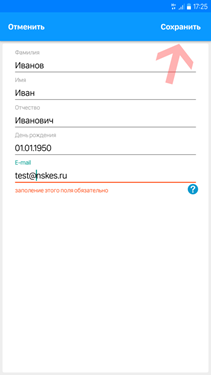 17:25
Отменить Сохранить
Фамилия
Иванов
Имя
Иван
Отчество
Иванович
День рождения
01.01.1950
E-mail
test@nskes.ru
заполение этого поля обязательно
?